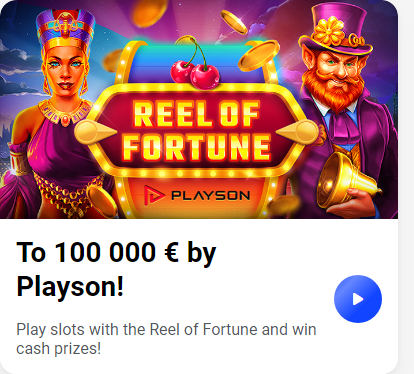 REEL OF
FORTUNE
PLAYSON
To 100 000 € by
Playson!
Play slots with the Reel of Fortune and win
cash prizes!